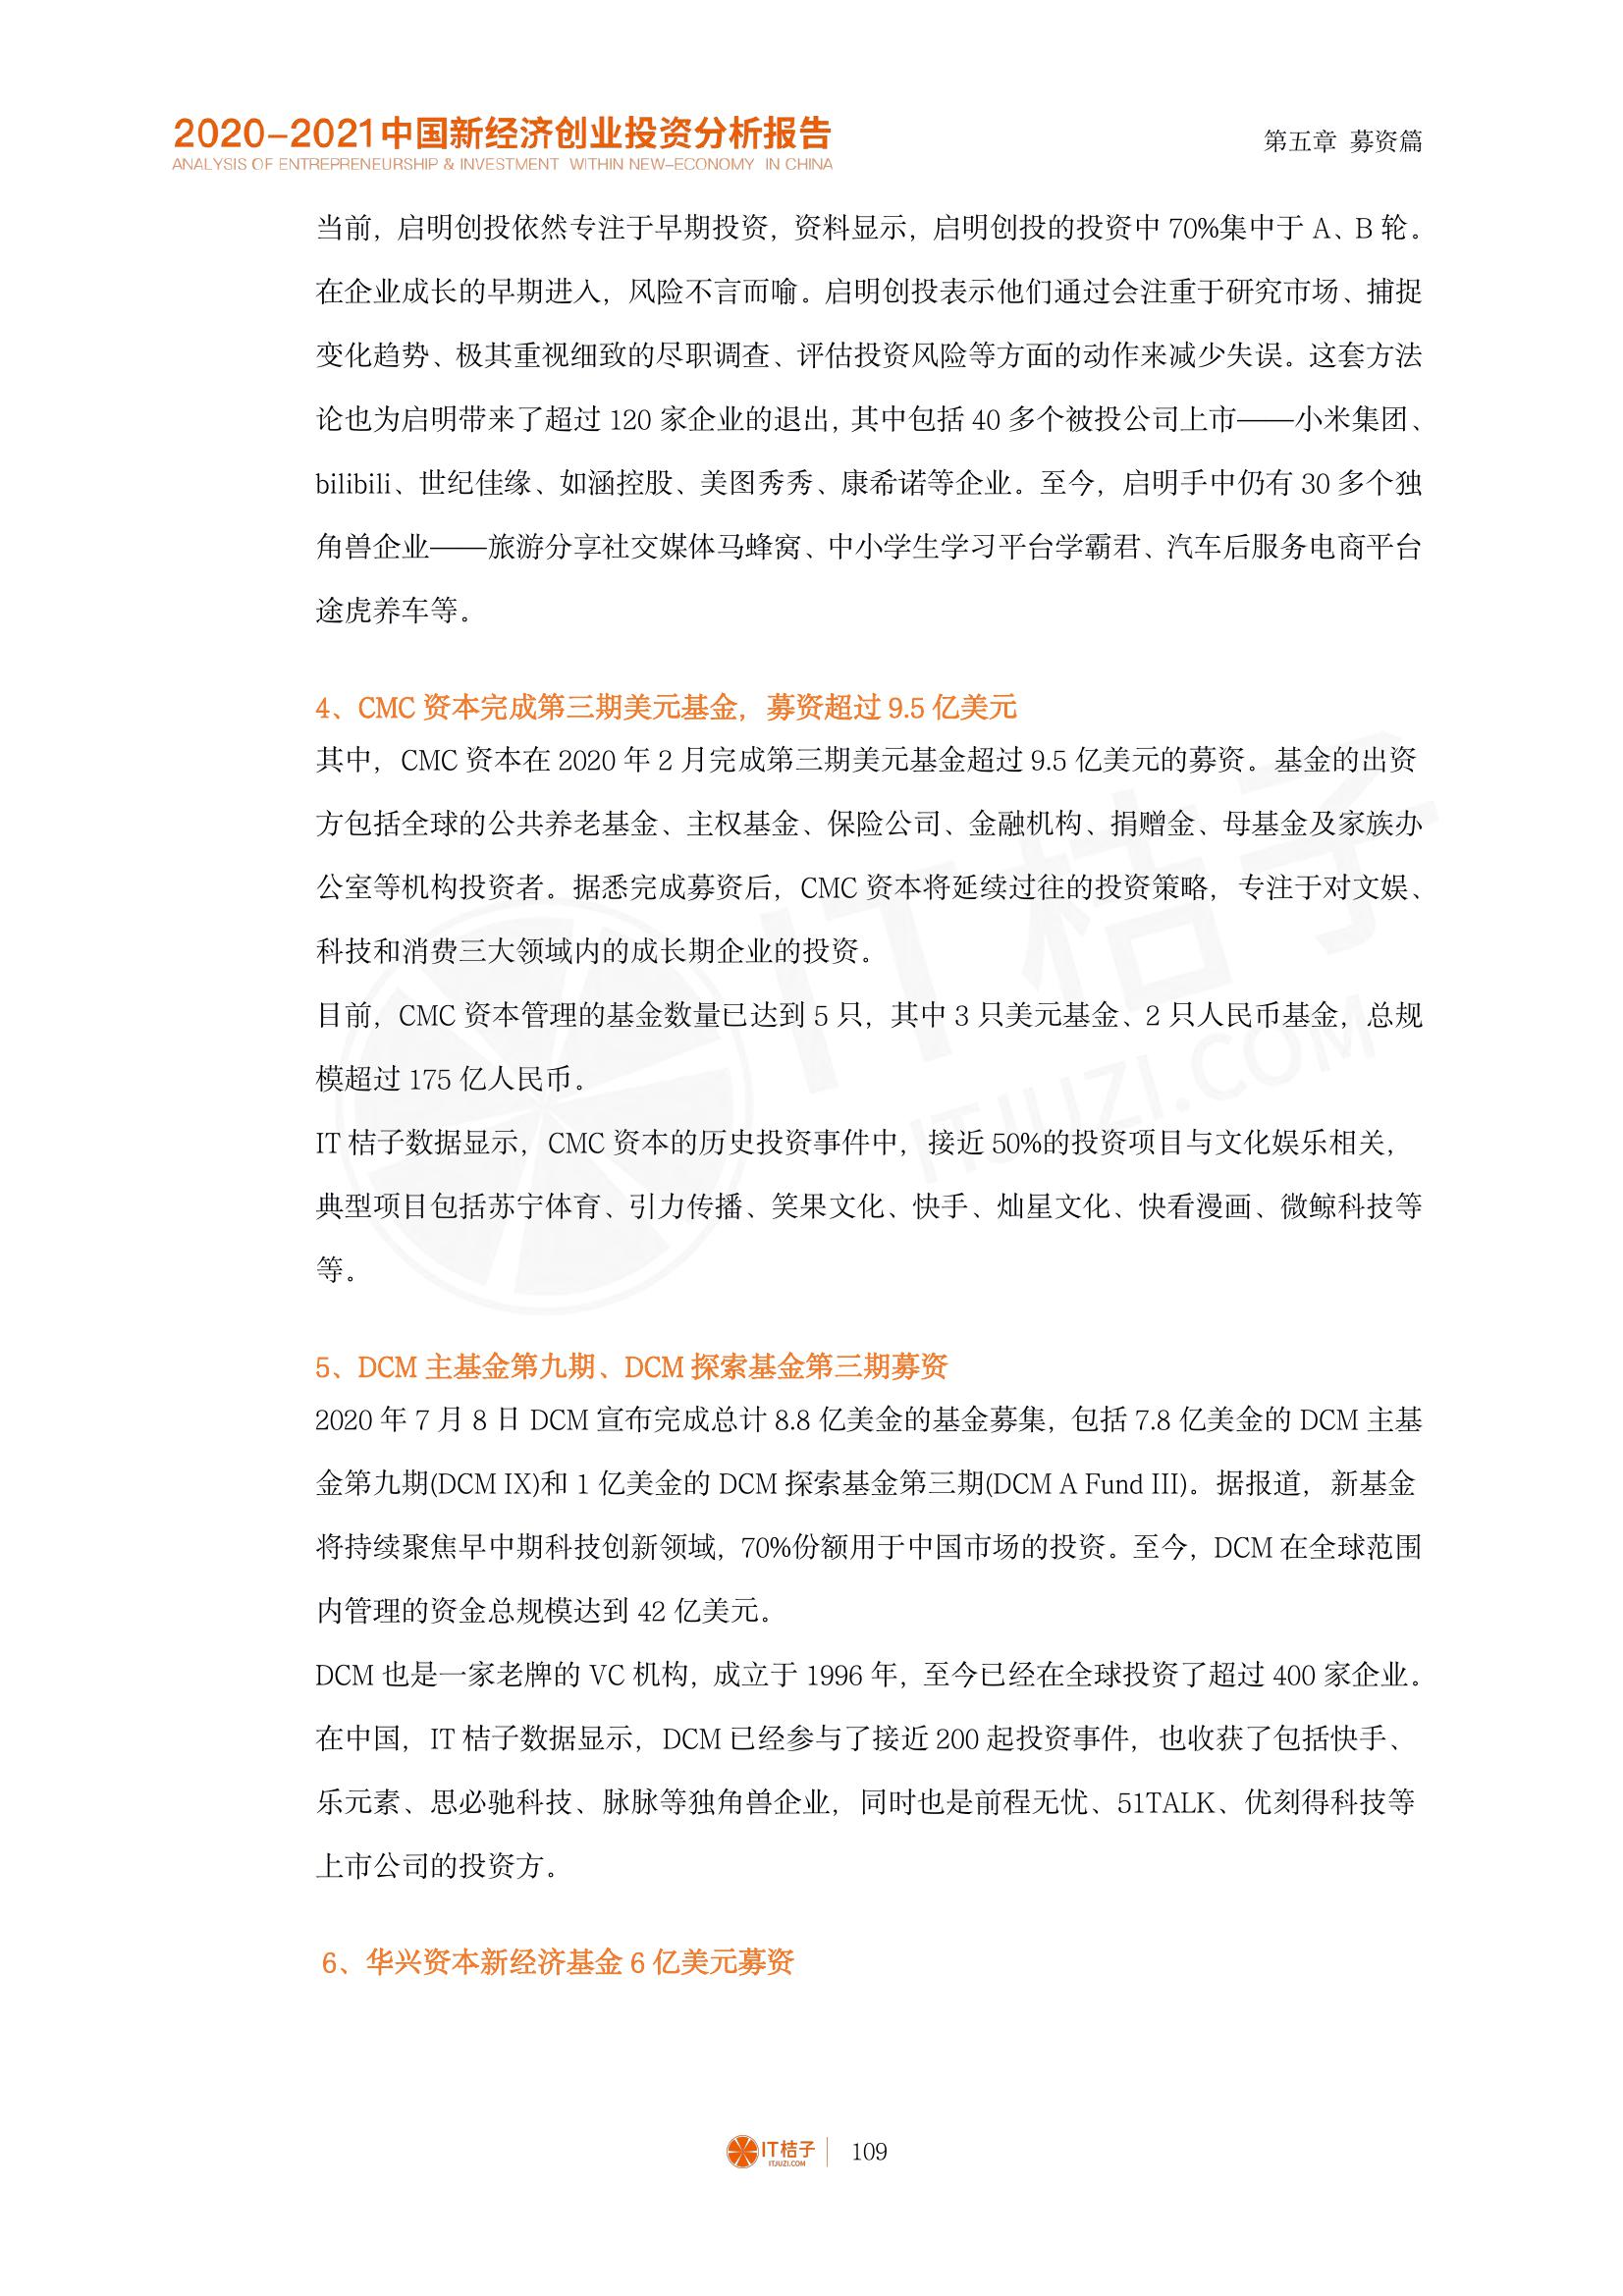 2020-2021中国新经济创业投资分析报告
ANALYSIS OF ENTREPRENEURSHIP & INVESTMENT WITHIN NEW-ECONOMY IN CHINA
第五章 募资篇
当前，启明创投依然专注于早期投资，资料显示，启明创投的投资中 70%集中于 A、B 轮。
在企业成长的早期进入，风险不言而喻。启明创投表示他们通过会注重于研究市场、捕捉
变化趋势、极其重视细致的尽职调查、评估投资风险等方面的动作来减少失误。这套方法
论也为启明带来了超过 120 家企业的退出，其中包括 40 多个被投公司上市——小米集团、
bilibili、世纪佳缘、如涵控股、美图秀秀、康希诺等企业。至今，启明手中仍有 30 多个独
角兽企业——旅游分享社交媒体马蜂窝、中小学生学习平台学霸君、汽车后服务电商平台
途虎养车等。
4、CMC 资本完成第三期美元基金，募资超过 9.5 亿美元
其中，CMC 资本在 2020 年 2 月完成第三期美元基金超过 9.5 亿美元的募资。基金的出资
方包括全球的公共养老基金、主权基金、保险公司、金融机构、捐赠金、母基金及家族办
公室等机构投资者。据悉完成募资后，CMC 资本将延续过往的投资策略，专注于对文娱、
科技和消费三大领域内的成长期企业的投资。
目前，CMC 资本管理的基金数量已达到 5 只，其中 3 只美元基金、2 只人民币基金，总规
模超过 175 亿人民币。
IT 桔子数据显示，CMC 资本的历史投资事件中，接近 50%的投资项目与文化娱乐相关，
典型项目包括苏宁体育、引力传播、笑果文化、快手、灿星文化、快看漫画、微鲸科技等
等。
5、DCM 主基金第九期、DCM 探索基金第三期募资
2020 年 7 月 8 日 DCM 宣布完成总计 8.8 亿美金的基金募集，包括 7.8 亿美金的 DCM 主基
金第九期(DCM IX)和 1 亿美金的 DCM 探索基金第三期(DCM A Fund III)。据报道，新基金
将持续聚焦早中期科技创新领域，70%份额用于中国市场的投资。至今，DCM 在全球范围
内管理的资金总规模达到 42 亿美元。
DCM 也是一家老牌的 VC 机构，成立于 1996 年，至今已经在全球投资了超过 400 家企业。
在中国，IT 桔子数据显示，DCM 已经参与了接近 200 起投资事件，也收获了包括快手、
乐元素、思必驰科技、脉脉等独角兽企业，同时也是前程无忧、51TALK、优刻得科技等
上市公司的投资方。
6、华兴资本新经济基金 6 亿美元募资
IT桔子
ITJUZI.COM
IT桔子
ITJUZI.COM
109